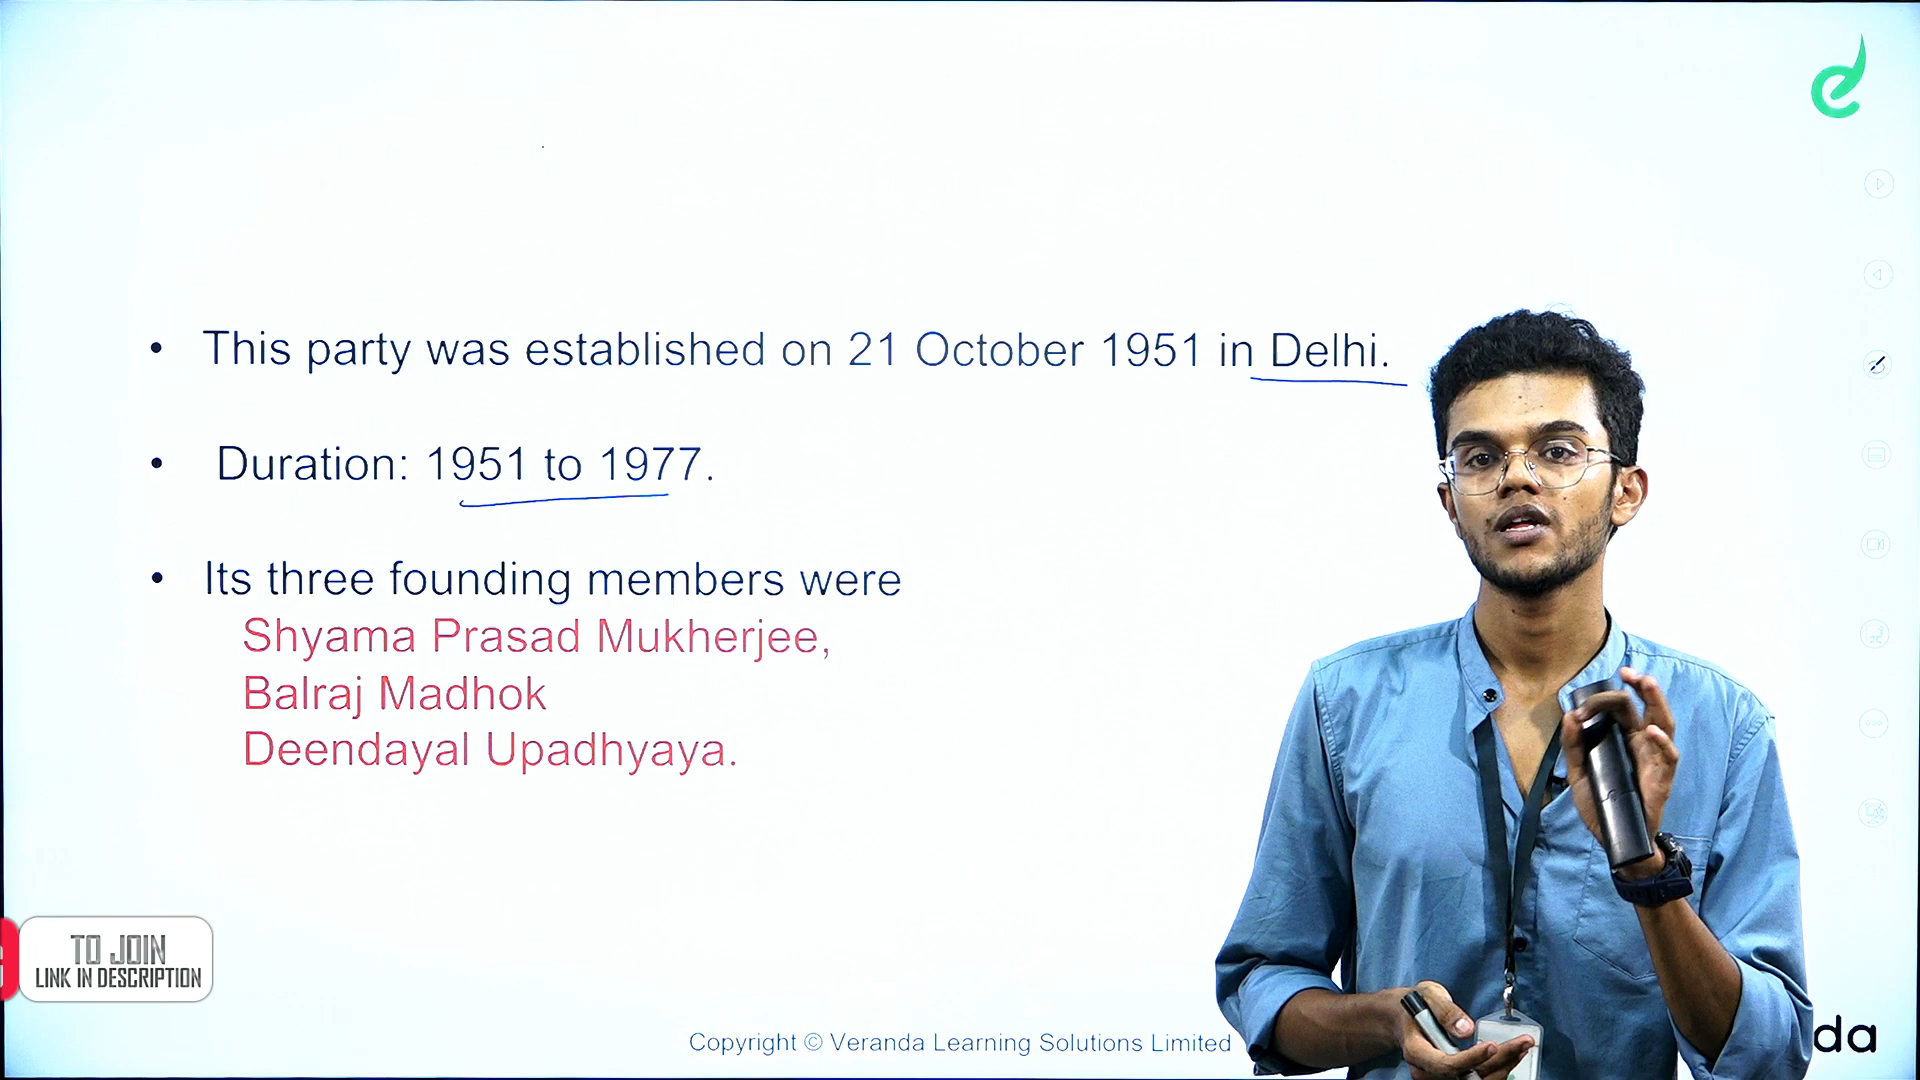 • This party was established on 21 October 1951 in Delhi.
• Duration: 1951 to 1977.
• Its three founding members were
Shyama Prasad Mukherjee,
Balraj Madhok
Deendayal Upadhyaya.
TO JOIN
LINK IN DESCRIPTION
Copyright © Veranda Learning Solutions Limited
da